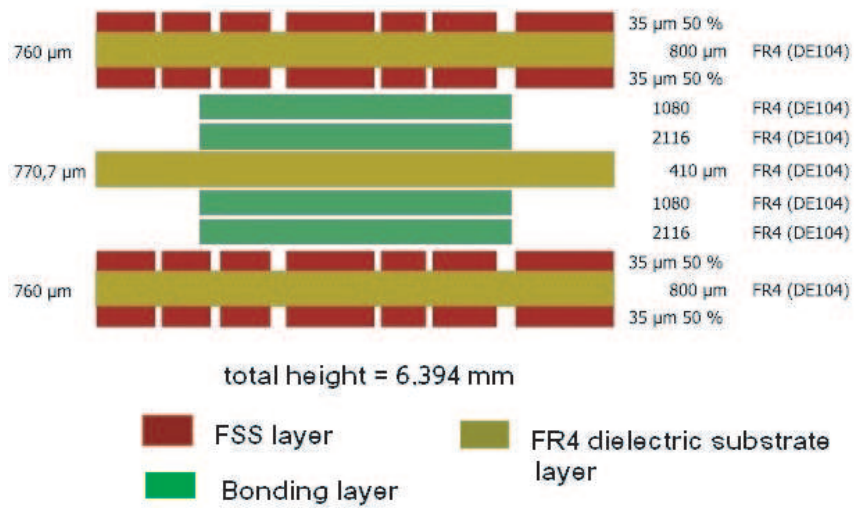 35 µm 50 %
760 µm 800 µm FR4 (DE104)
35 µm 50 %
1080 FR4 (DE104)
2116 FR4 (DE104)
770,7 µm 410 µm FR4 (DE104)
1080 FR4 (DE104)
2116 FR4 (DE104)
35 µm 50 %
760 µm 800 µm FR4 (DE104)
35 µm 50 %
total height = 6.394 mm
FSS layer
FR4 dielectric substrate
layer
Bonding layer